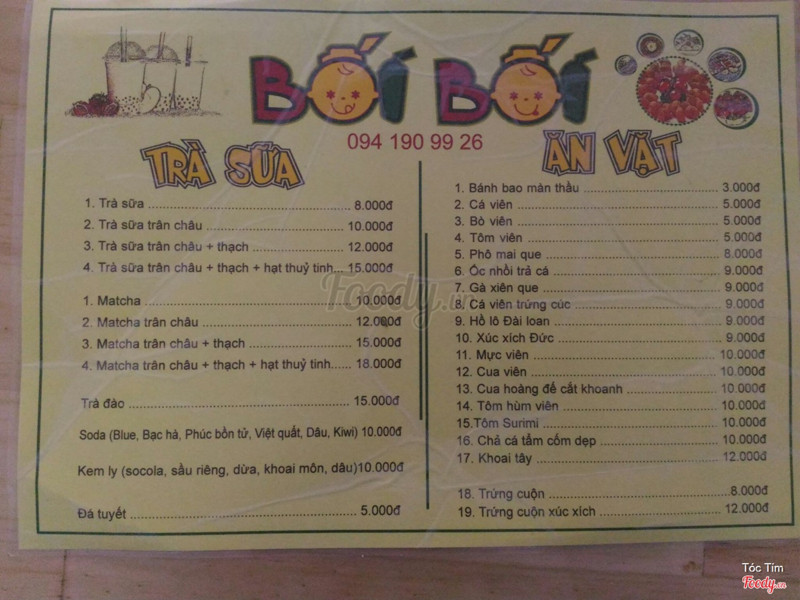 BỐI BỐI
094 190 99 26
TRÀ SỮA
1. Trà sữa ........ 8.000đ
2. Trà sữa trân châu ........ 10.000đ
3. Trà sữa trân châu + thạch ........ 12.000đ
4. Trà sữa trân châu + thạch + hạt thuỷ tinh... 15.000đ
1. Matcha ........ 10.000đ
2. Matcha trân châu ........ 12.000đ
3. Matcha trân châu + thạch ........ 15.000đ
4. Matcha trân châu + thạch + hạt thuỷ tinh...... 18.000đ
Trà đào ........ 15.000đ
Soda (Blue, Bạc hà, Phúc bồn tử, Việt quất, Dâu, Kiwi) 10.000đ
Kem ly (socola, sầu riêng, dừa, khoai môn, dâu)10.000đ
Đá tuyết ........ 5.000đ
ĂN VẶT
1. Bánh bao màn thầu ........ 3.000đ
2. Cá viên ........ 5.000đ
3. Bò viên ........ 5.000đ
4. Tôm viên ........ 5.000đ
5. Phô mai que ........ 8.000đ
6. Ốc nhồi trả cá ........ 9.000đ
7. Gà xiên que ........ 9.000đ
8. Cá viên trứng cúc ........ 9.000đ
9. Hồ lô Đài loan ........ 9.000đ
10. Xúc xích Đức ........ 9.000đ
11. Mực viên ........ 10.000đ
12. Cua viên ........ 10.000đ
13. Cua hoàng đế cắt khoanh ........ 10.000đ
14. Tôm hùm viên ........ 10.000đ
15.Tôm Surimi ........ 10.000đ
16. Chả cá tẩm cốm dẹp ........ 10.000đ
17. Khoai tây ........ 12.000đ
18. Trứng cuộn ........ 8.000đ
19. Trứng cuộn xúc xích ........ 12.000đ
Foody.vn
Tóc Tim
Foody.vn